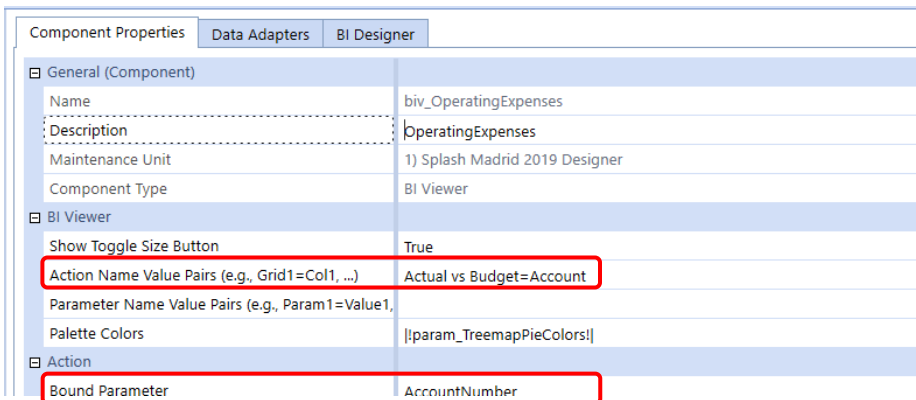 Component Properties Data Adapters BI Designer
General (Component)
Name biv_OperatingExpenses
Description OperatingExpenses
Maintenance Unit 1) Splash Madrid 2019 Designer
Component Type BI Viewer
BI Viewer
Show Toggle Size Button True
Action Name Value Pairs (e.g., Grid1=Col1, ...) Actual vs Budget=Account
Parameter Name Value Pairs (e.g., Param1=Value1,
Palette Colors |!param_TreemapPieColors!|
Action
Bound Parameter AccountNumber